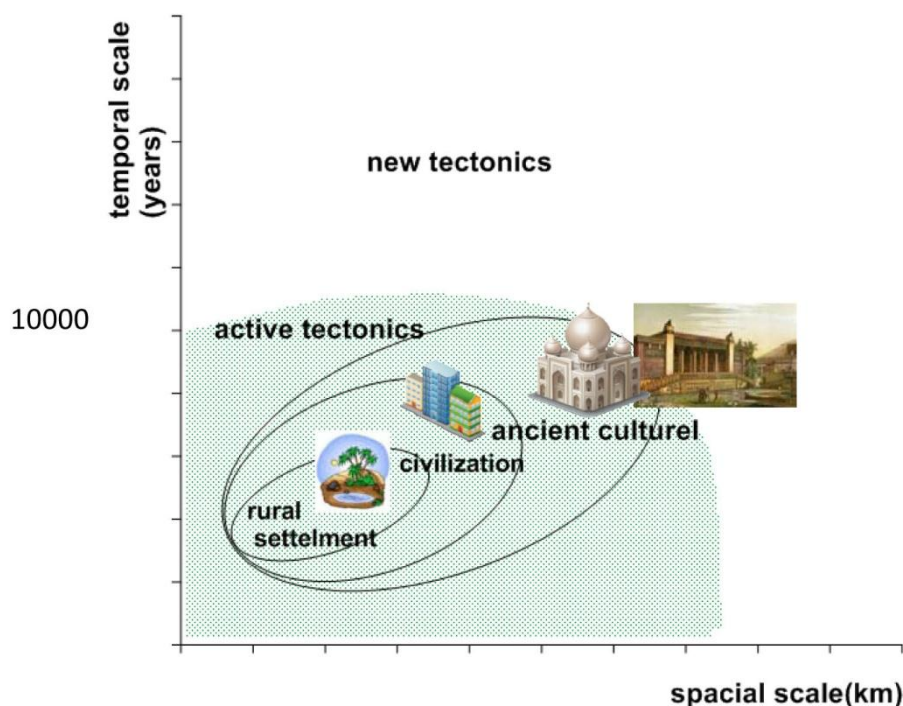 temporal scale
(years)
new tectonics
10000
active tectonics
ancient culturel
civilization
rural
settelment
spacial scale(km)